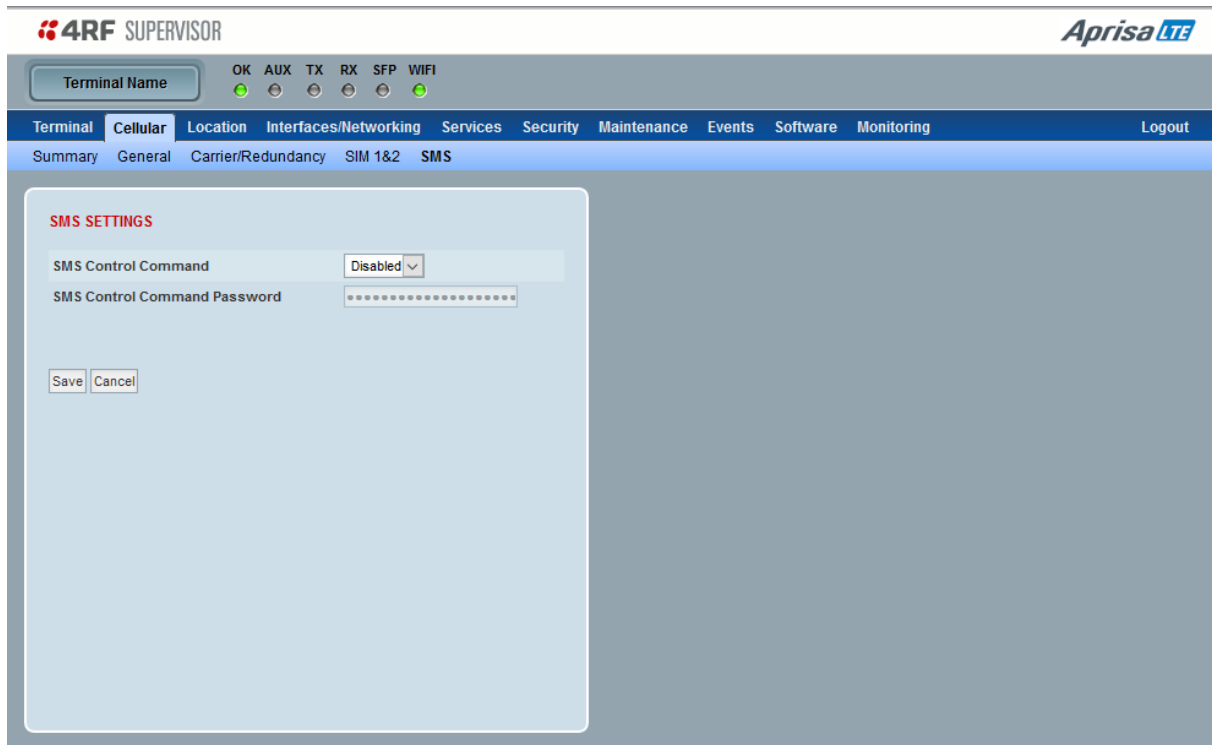 4RF SUPERVISOR Aprisa LTE
Terminal Name OK AUX TX RX SFP WIFI
Terminal Cellular Location Interfaces/Networking Services Security Maintenance Events Software Monitoring Logout
Summary General Carrier/Redundancy SIM 1&2 SMS
SMS SETTINGS
SMS Control Command Disabled
SMS Control Command Password ••••••••••••••••••••
Save Cancel